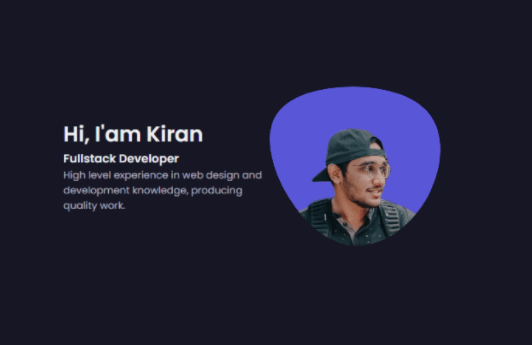 Hi, I'am Kiran
Fullstack Developer
High level experience in web design and
development knowledge, producing
quality work.